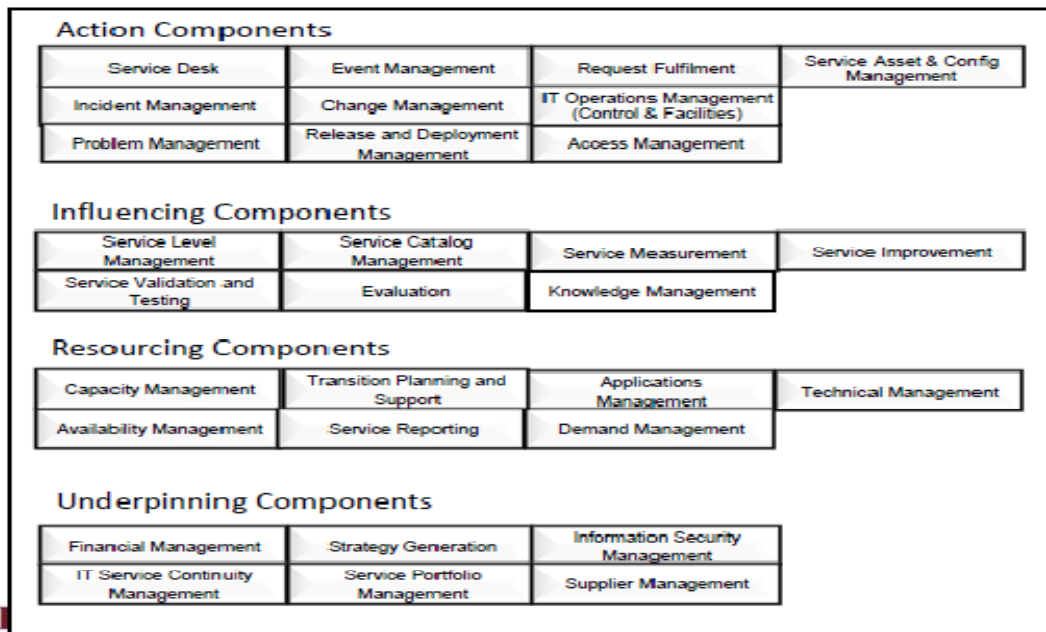 Action Components
Service Desk
Event Management
Request Fulfilment
Service Asset & Config
Management
Incident Management
Change Management
IT Operations Management
(Control & Facilities)
Problem Management
Release and Deployment
Management
Access Management
Influencing Components
Service Level
Management
Service Catalog
Management
Service Measurement
Service Improvement
Service Validation and
Testing
Evaluation
Knowledge Management
Resourcing Components
Capacity Management
Transition Planning and
Support
Applications
Management
Technical Management
Availability Management
Service Reporting
Demand Management
Underpinning Components
Financial Management
Strategy Generation
Information Security
Management
IT Service Continuity
Management
Service Portfolio
Management
Supplier Management